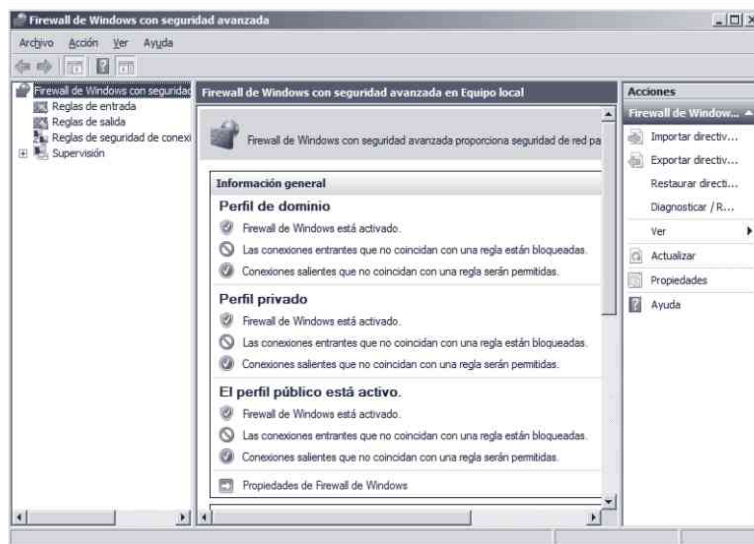 Firewall de Windows con seguridad avanzada
Archivo Acción Ver Ayuda
Firewall de Windows con seguridad
Reglas de entrada
Reglas de salida
Reglas de seguridad de conexi
Supervisión
Firewall de Windows con seguridad avanzada en Equipo local
Firewall de Windows con seguridad avanzada proporciona seguridad de red pa
Información general
Perfil de dominio
Firewall de Windows está activado.
Las conexiones entrantes que no coincidan con una regla están bloqueadas.
Conexiones salientes que no coincidan con una regla serán permitidas.
Perfil privado
Firewall de Windows está activado.
Las conexiones entrantes que no coincidan con una regla están bloqueadas.
Conexiones salientes que no coincidan con una regla serán permitidas.
El perfil público está activo.
Firewall de Windows está activado.
Las conexiones entrantes que no coincidan con una regla están bloqueadas.
Conexiones salientes que no coincidan con una regla serán permitidas.
Propiedades de Firewall de Windows
Acciones
Firewall de Window...
Importar directiv...
Exportar directiv...
Restaurar directi...
Diagnosticar / R...
Ver
Actualizar
Propiedades
Ayuda